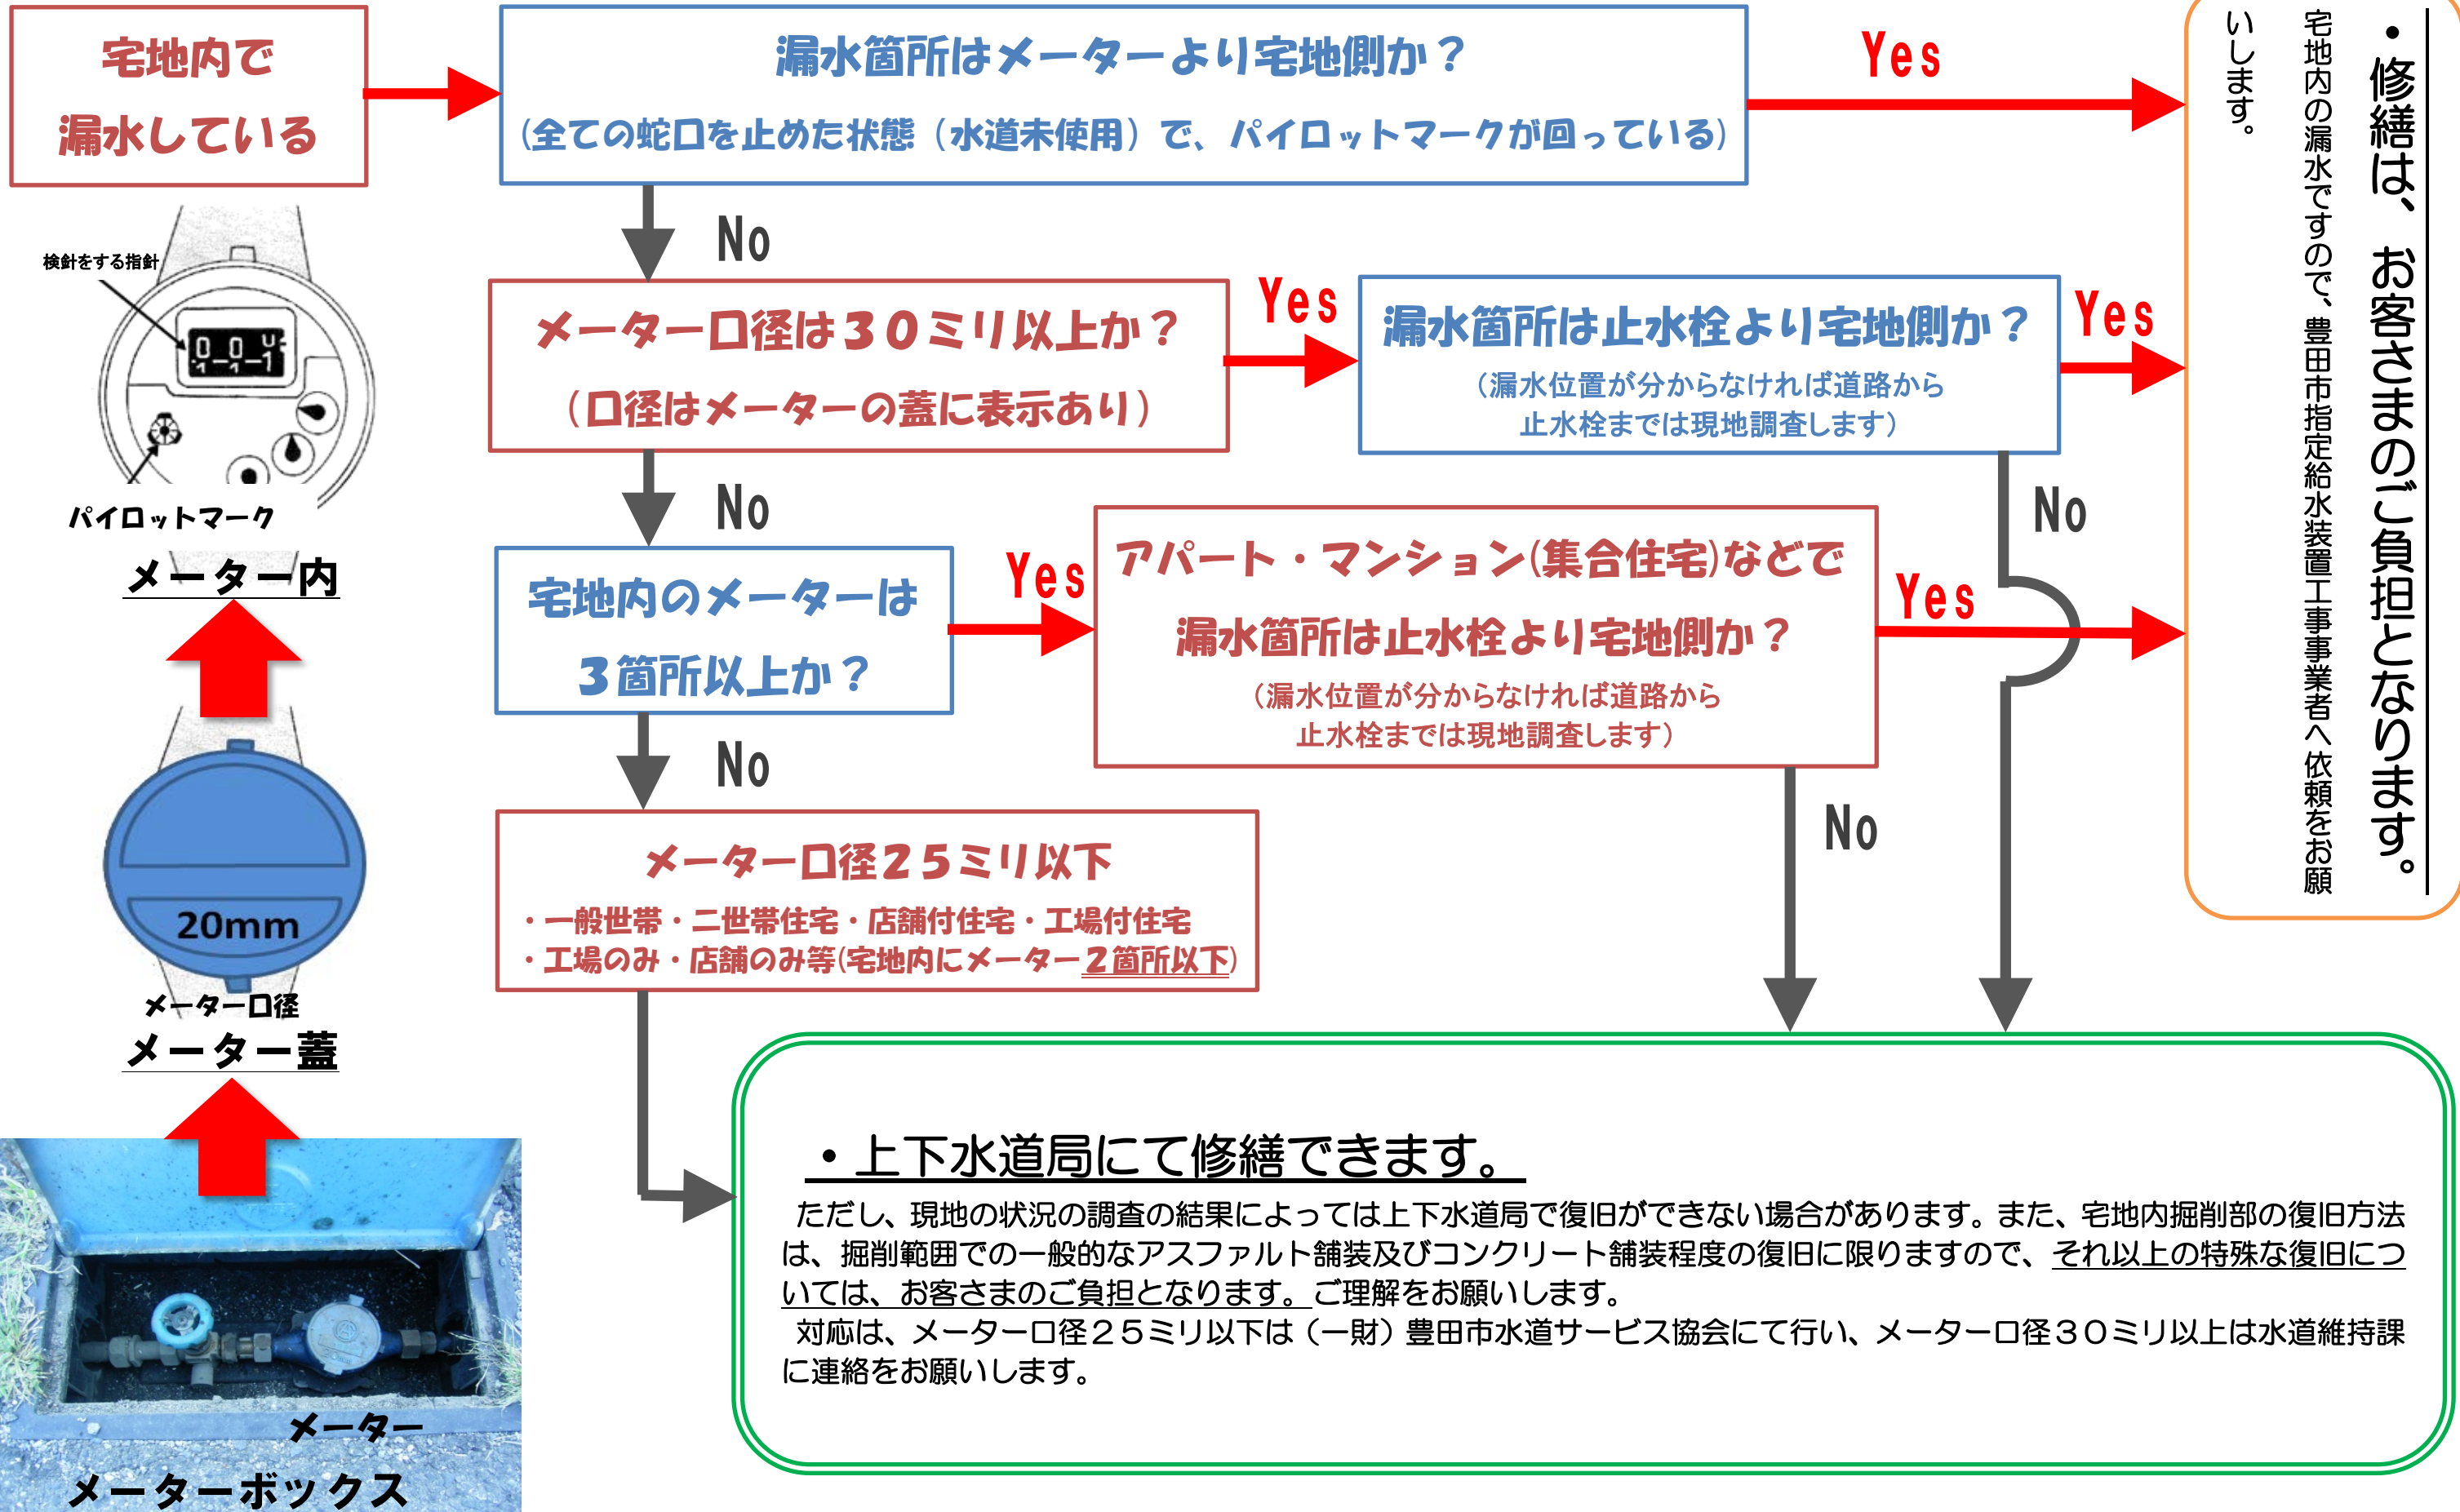 宅地内で
漏水している
漏水箇所はメーターより宅地側か？
(全ての蛇口を止めた状態（水道未使用）で、パイロットマークが回っている)
Yes
No
メーター口径は３０ミリ以上か？
（口径はメーターの蓋に表示あり）
Yes
漏水箇所は止水栓より宅地側か？
（漏水位置が分からなければ道路から
止水栓までは現地調査します）
Yes
No
No
宅地内のメーターは
３箇所以上か？
Yes
アパート・マンション(集合住宅)などで
漏水箇所は止水栓より宅地側か？
（漏水位置が分からなければ道路から
止水栓までは現地調査します）
Yes
No
No
メーター口径２５ミリ以下
・一般世帯・二世帯住宅・店舗付住宅・工場付住宅
・工場のみ・店舗のみ等(宅地内にメーター２箇所以下)
・修繕は、お客さまのご負担となります。
宅地内の漏水ですので、豊田市指定給水装置工事事業者へ依頼をお願
いします。
・上下水道局にて修繕できます。
ただし、現地の状況の調査の結果によっては上下水道局で復旧ができない場合があります。また、宅地内掘削部の復旧方法
は、掘削範囲での一般的なアスファルト舗装及びコンクリート舗装程度の復旧に限りますので、それ以上の特殊な復旧につ
いては、お客さまのご負担となります。ご理解をお願いします。
対応は、メーター口径２５ミリ以下は（一財）豊田市水道サービス協会にて行い、メーター口径３０ミリ以上は水道維持課
に連絡をお願いします。
検針をする指針
パイロットマーク
メーター内
20mm
メーター口径
メーター蓋
メーター
メーターボックス